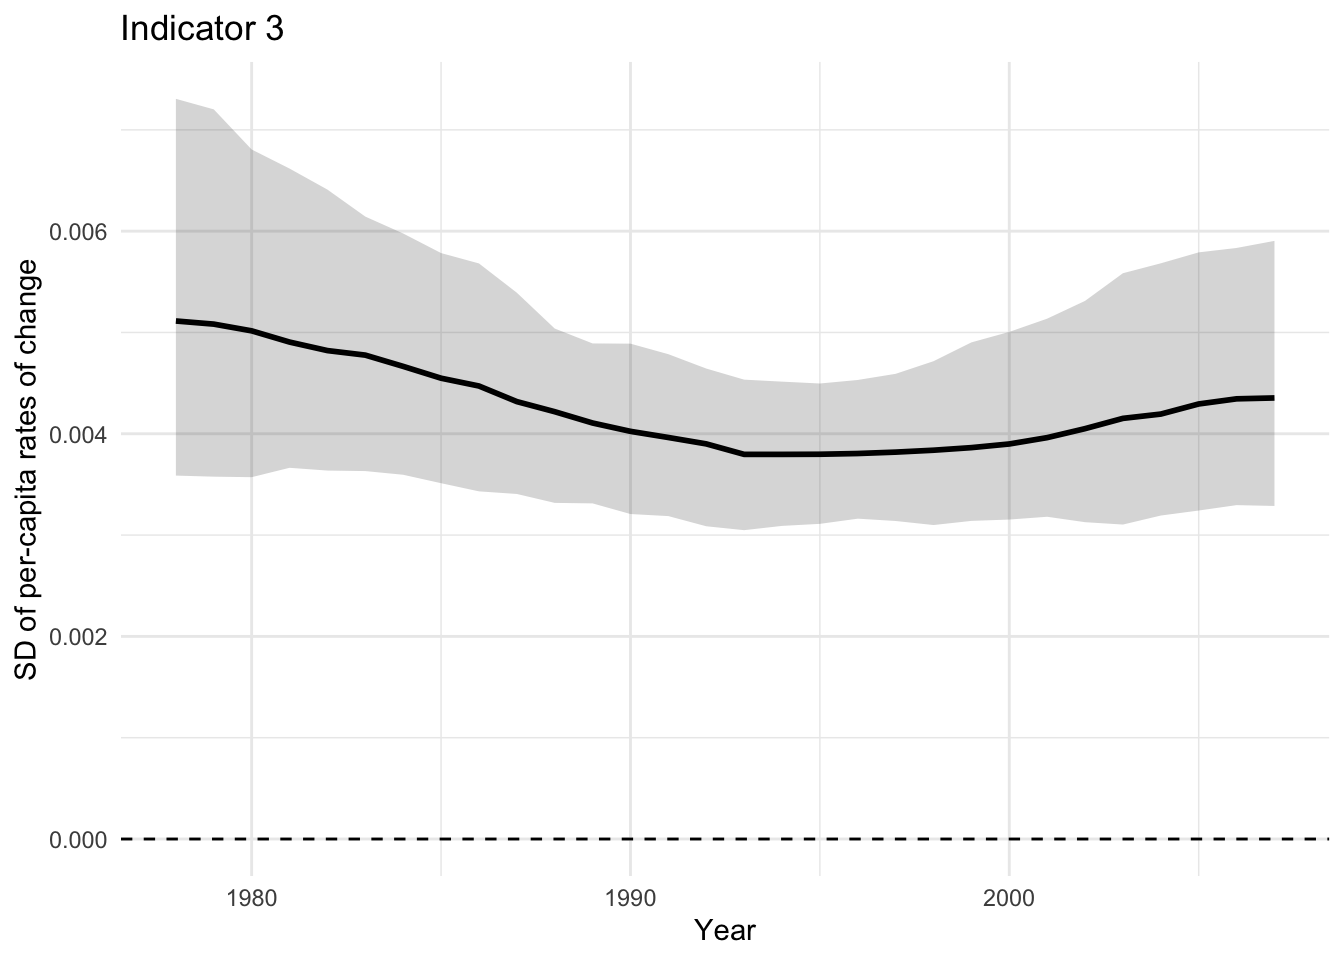 Indicator 3
SD of per-capita rates of change
0.006
0.004
0.002
0.000
1980 1990 2000
Year